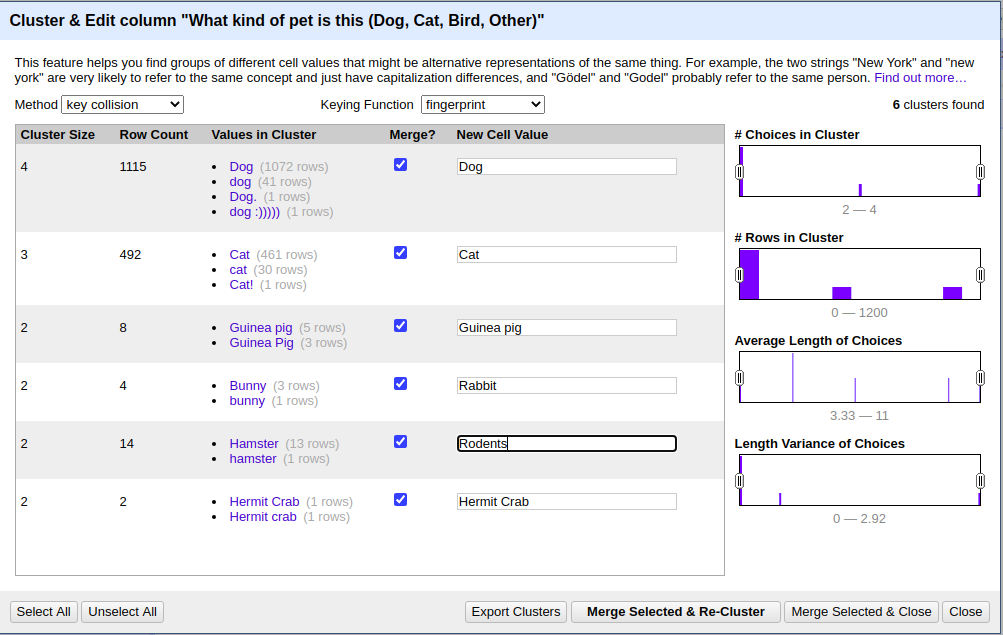 Cluster & Edit column "What kind of pet is this (Dog, Cat, Bird, Other)"
This feature helps you find groups of different cell values that might be alternative representations of the same thing. For example, the two strings "New York" and "new
york" are very likely to refer to the same concept and just have capitalization differences, and "Gödel" and "Godel" probably refer to the same person. Find out more…
Method key collision Keying Function fingerprint 6 clusters found
Cluster Size Row Count Values in Cluster Merge? New Cell Value
4 1115 Dog (1072 rows) Dog
dog (41 rows)
Dog. (1 rows)
dog :))))) (1 rows)
3 492 Cat (461 rows) Cat
cat (30 rows)
Cat! (1 rows)
2 8 Guinea pig (5 rows) Guinea pig
Guinea Pig (3 rows)
2 4 Bunny (3 rows) Rabbit
bunny (1 rows)
2 14 Hamster (13 rows) Rodents
hamster (1 rows)
2 2 Hermit Crab (1 rows) Hermit Crab
Hermit crab (1 rows)
# Choices in Cluster
2 — 4
# Rows in Cluster
0 — 1200
Average Length of Choices
3.33 — 11
Length Variance of Choices
0 — 2.92
Select All Unselect All Export Clusters Merge Selected & Re-Cluster Merge Selected & Close Close